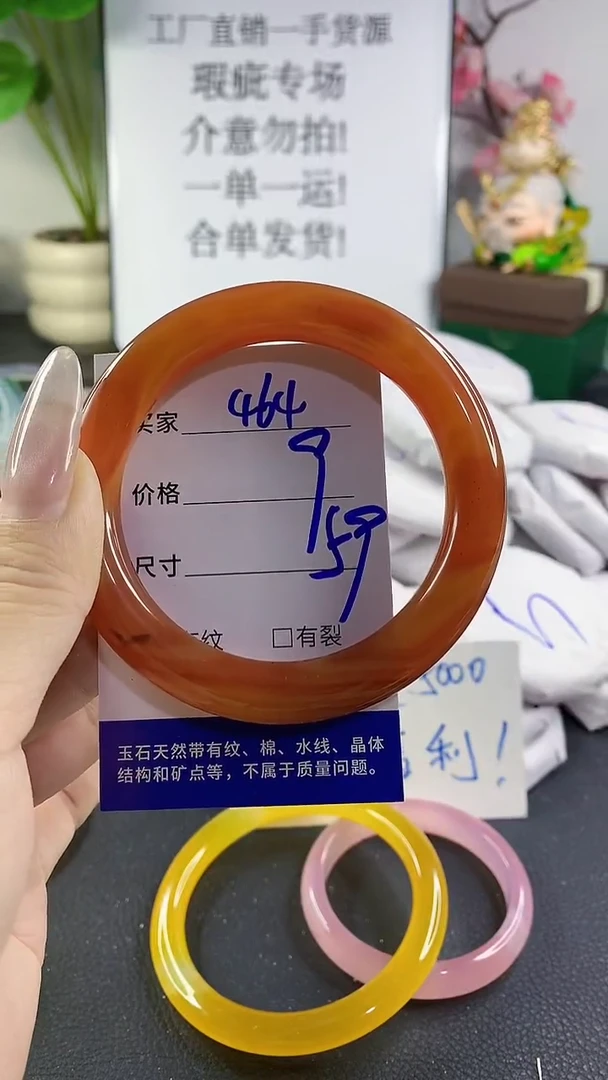 工厂直销一手货源
瑕疵专场
介意勿拍!
一单一运!
合单发货!
买家 464
价格 9
尺寸 59
纹 □有裂
5000
利!
玉石天然带有纹、棉、水线、晶体
结构和矿点等，不属于质量问题。